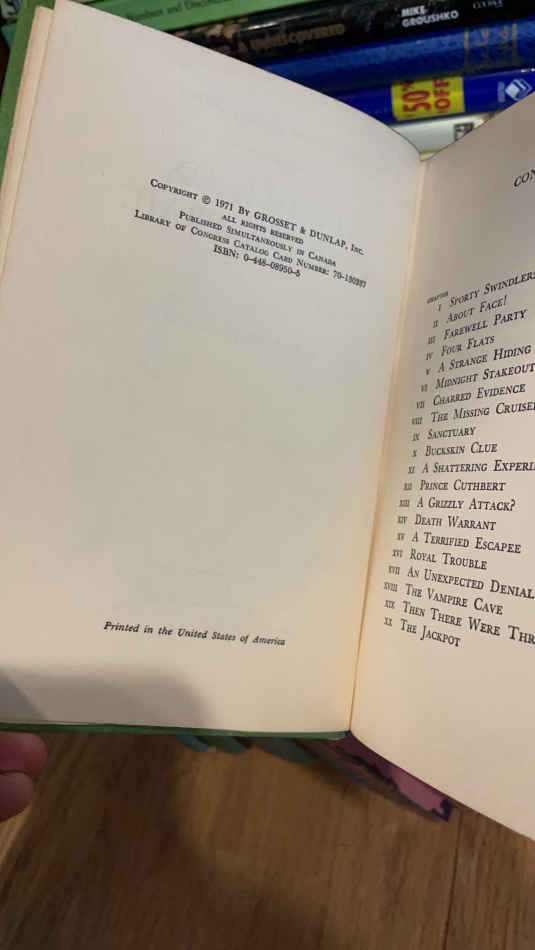 MIKE
GROUSHKO
UNDISCOVERED
50%
OFF
COPYRIGHT © 1971 BY GROSSET & DUNLAP, INC.
ALL RIGHTS RESERVED
PUBLISHED SIMULTANEOUSLY IN CANADA
LIBRARY OF CONGRESS CATALOG CARD NUMBER:
ISBN: 0-448-08950-5
Printed in the United States of America
CON
CHAPTER
I SPORTY SWINDLERS
II ABOUT FACE!
III FAREWELL PARTY
IV FOUR FLATS
V A STRANGE HIDING
VI MIDNIGHT STAKEOUT
VII CHARRED EVIDENCE
VIII THE MISSING CRUISE
IX SANCTUARY
X BUCKSKIN CLUE
XI A SHATTERING EXPERI
XII PRINCE CUTHBERT
XIII A GRIZZLY ATTACK?
XIV DEATH WARRANT
XV A TERRIFIED ESCAPEE
XVI ROYAL TROUBLE
XVII AN UNEXPECTED DENIAL
XVIII THE VAMPIRE CAVE
XIX THEN THERE WERE THR
XX THE JACKPOT